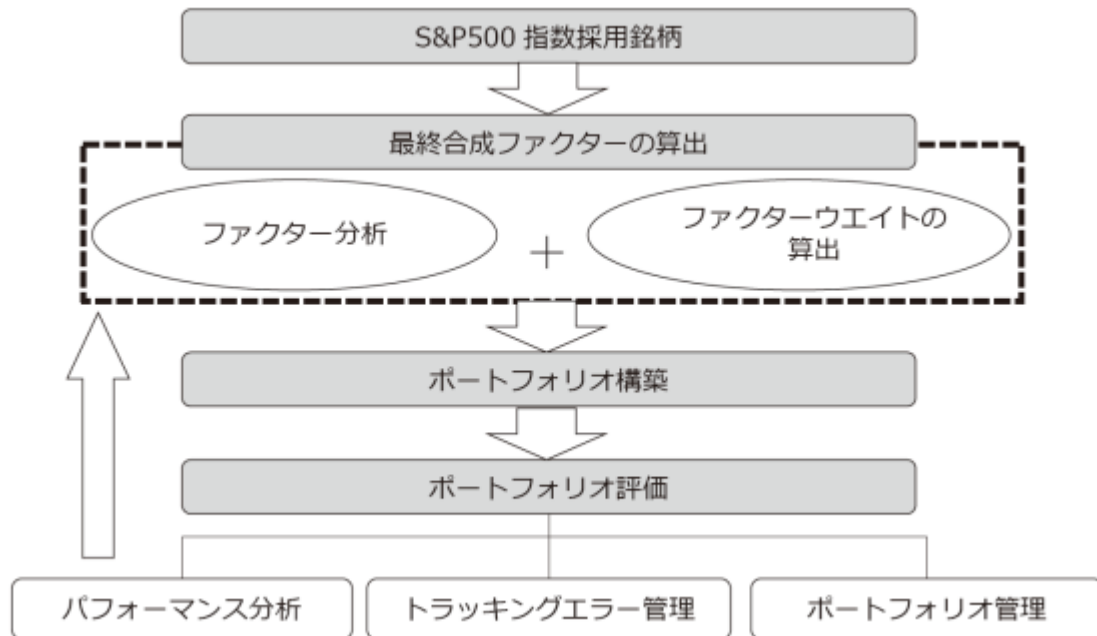 S&P500 指数採用銘柄
最終合成ファクターの算出
ファクター分析
+
ファクターウエイトの
算出
ポートフォリオ構築
ポートフォリオ評価
パフォーマンス分析
トラッキングエラー管理
ポートフォリオ管理